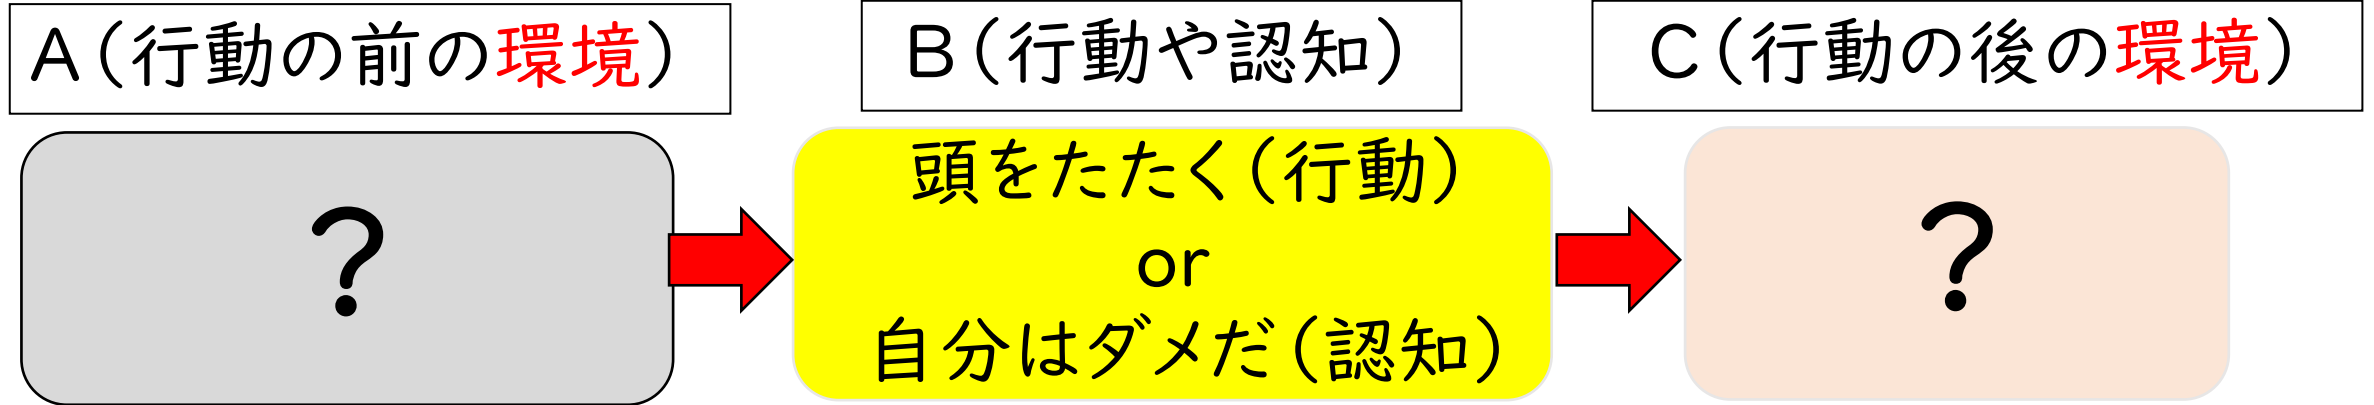 A（行動の前の環境）
B（行動や認知）
C（行動の後の環境）
？
頭をたたく（行動）
or
自分はダメだ（認知）
？